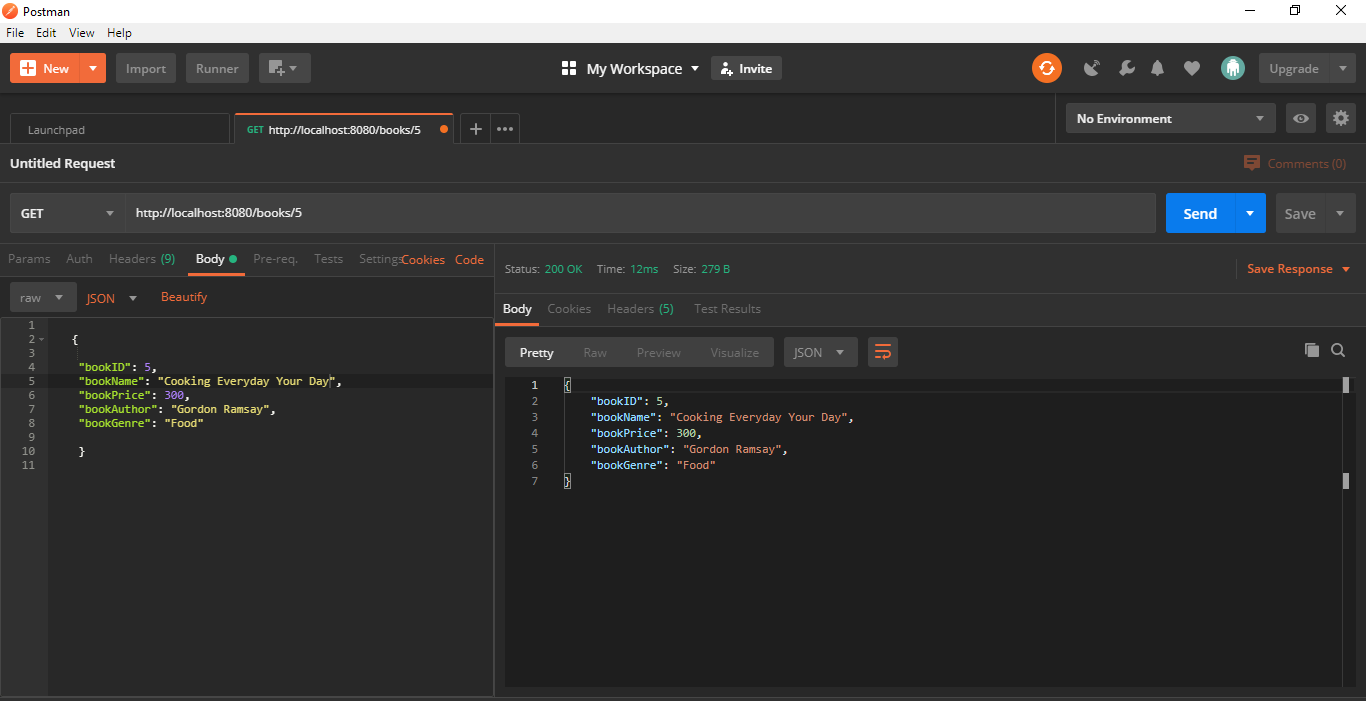 Postman
File Edit View Help
New Import Runner My Workspace Invite Upgrade
Launchpad GET http://localhost:8080/books/5 No Environment
Untitled Request Comments (0)
GET http://localhost:8080/books/5 Send Save
Params Auth Headers (9) Body Pre-req. Tests Settings Cookies Code
raw JSON Beautify
1
2 {
3
4 "bookID": 5,
5 "bookName": "Cooking Everyday Your Day",
6 "bookPrice": 300,
7 "bookAuthor": "Gordon Ramsay",
8 "bookGenre": "Food"
9
10 }
11
Status: 200 OK Time: 12ms Size: 279 B Save Response
Body Cookies Headers (5) Test Results
Pretty Raw Preview Visualize JSON
1 {
2 "bookID": 5,
3 "bookName": "Cooking Everyday Your Day",
4 "bookPrice": 300,
5 "bookAuthor": "Gordon Ramsay",
6 "bookGenre": "Food"
7 }